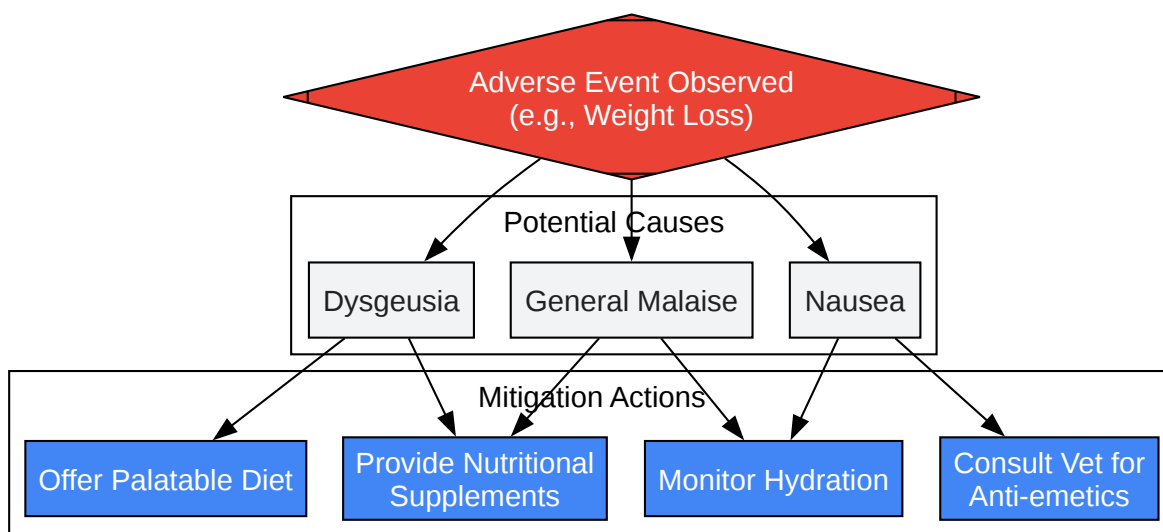 Adverse Event Observed
(e.g., Weight Loss)
Potential Causes
Dysgeusia
General Malaise
Nausea
Mitigation Actions
Offer Palatable Diet
Provide Nutritional
Supplements
Monitor Hydration
Consult Vet for
Anti-emetics